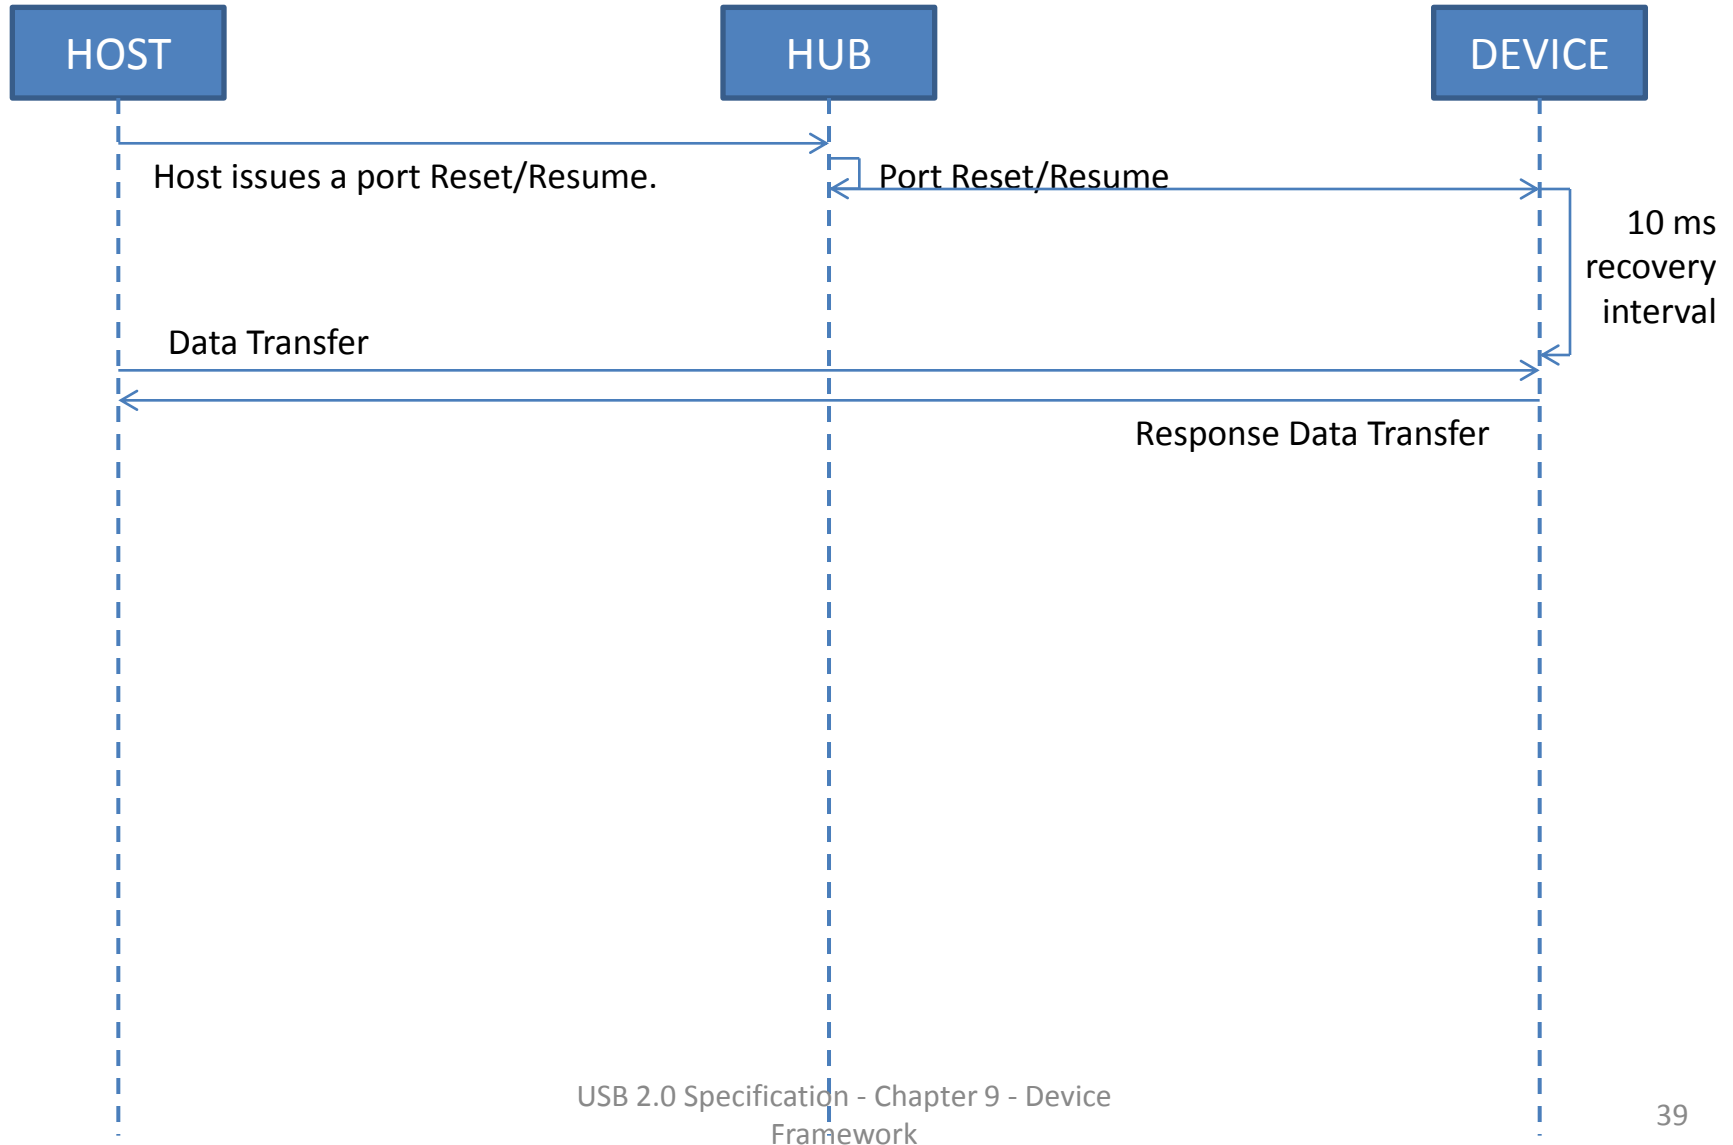 HOST
HUB
DEVICE
Host issues a port Reset/Resume.
Port Reset/Resume
10 ms
recovery
interval
Data Transfer
Response Data Transfer
USB 2.0 Specification - Chapter 9 - Device
Framework
39